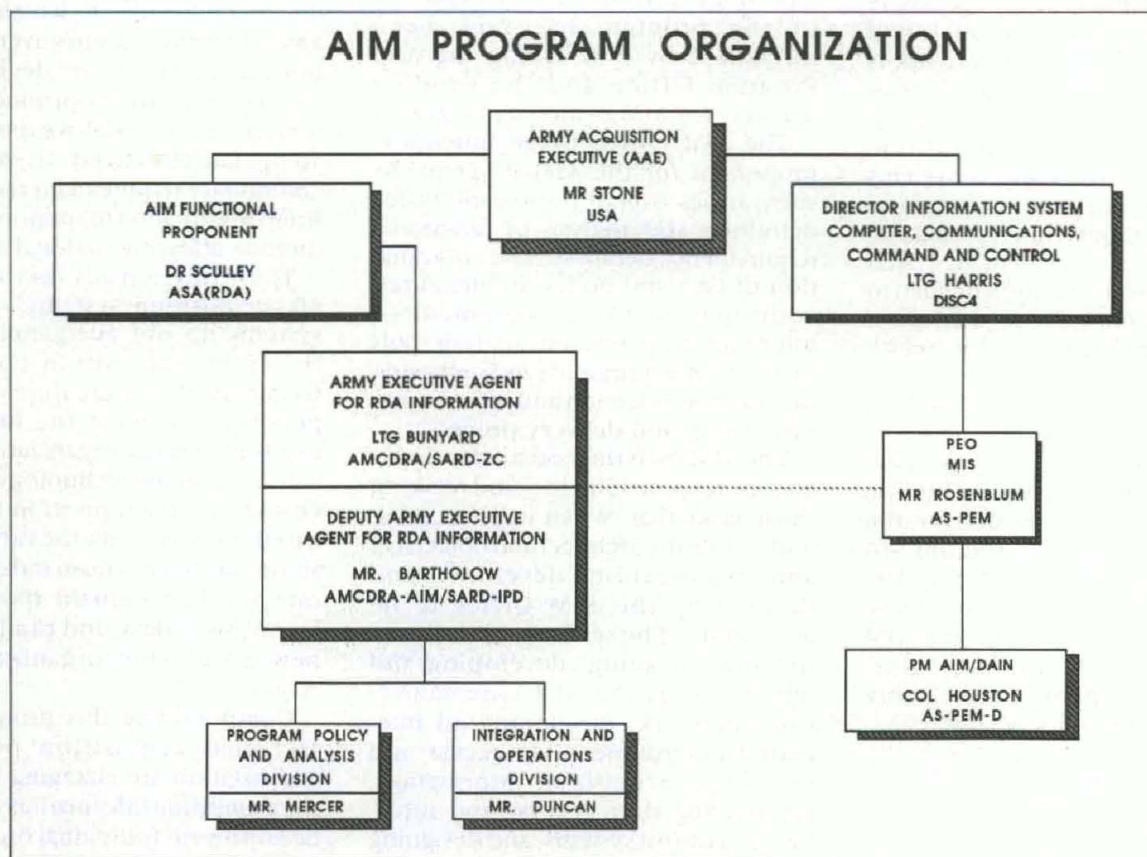 AIM PROGRAM ORGANIZATION
ARMY ACQUISITION
EXECUTIVE (AAE)
MR STONE
USA
AIM FUNCTIONAL
PROPONENT
DR SCULLEY
ASA(RDA)
DIRECTOR INFORMATION SYSTEM
COMPUTER, COMMUNICATIONS,
COMMAND AND CONTROL
LTG HARRIS
DISC4
ARMY EXECUTIVE AGENT
FOR RDA INFORMATION
LTG BUNYARD
AMCDRA/SARD-ZC
DEPUTY ARMY EXECUTIVE
AGENT FOR RDA INFORMATION
MR. BARTHOLOW
AMCDRA-AIM/SARD-IPD
PEO
MIS
MR ROSENBLUM
AS-PEM
PM AIM/DAIN
COL HOUSTON
AS-PEM-D
PROGRAM POLICY
AND ANALYSIS
DIVISION
MR. MERCER
INTEGRATION AND
OPERATIONS
DIVISION
MR. DUNCAN